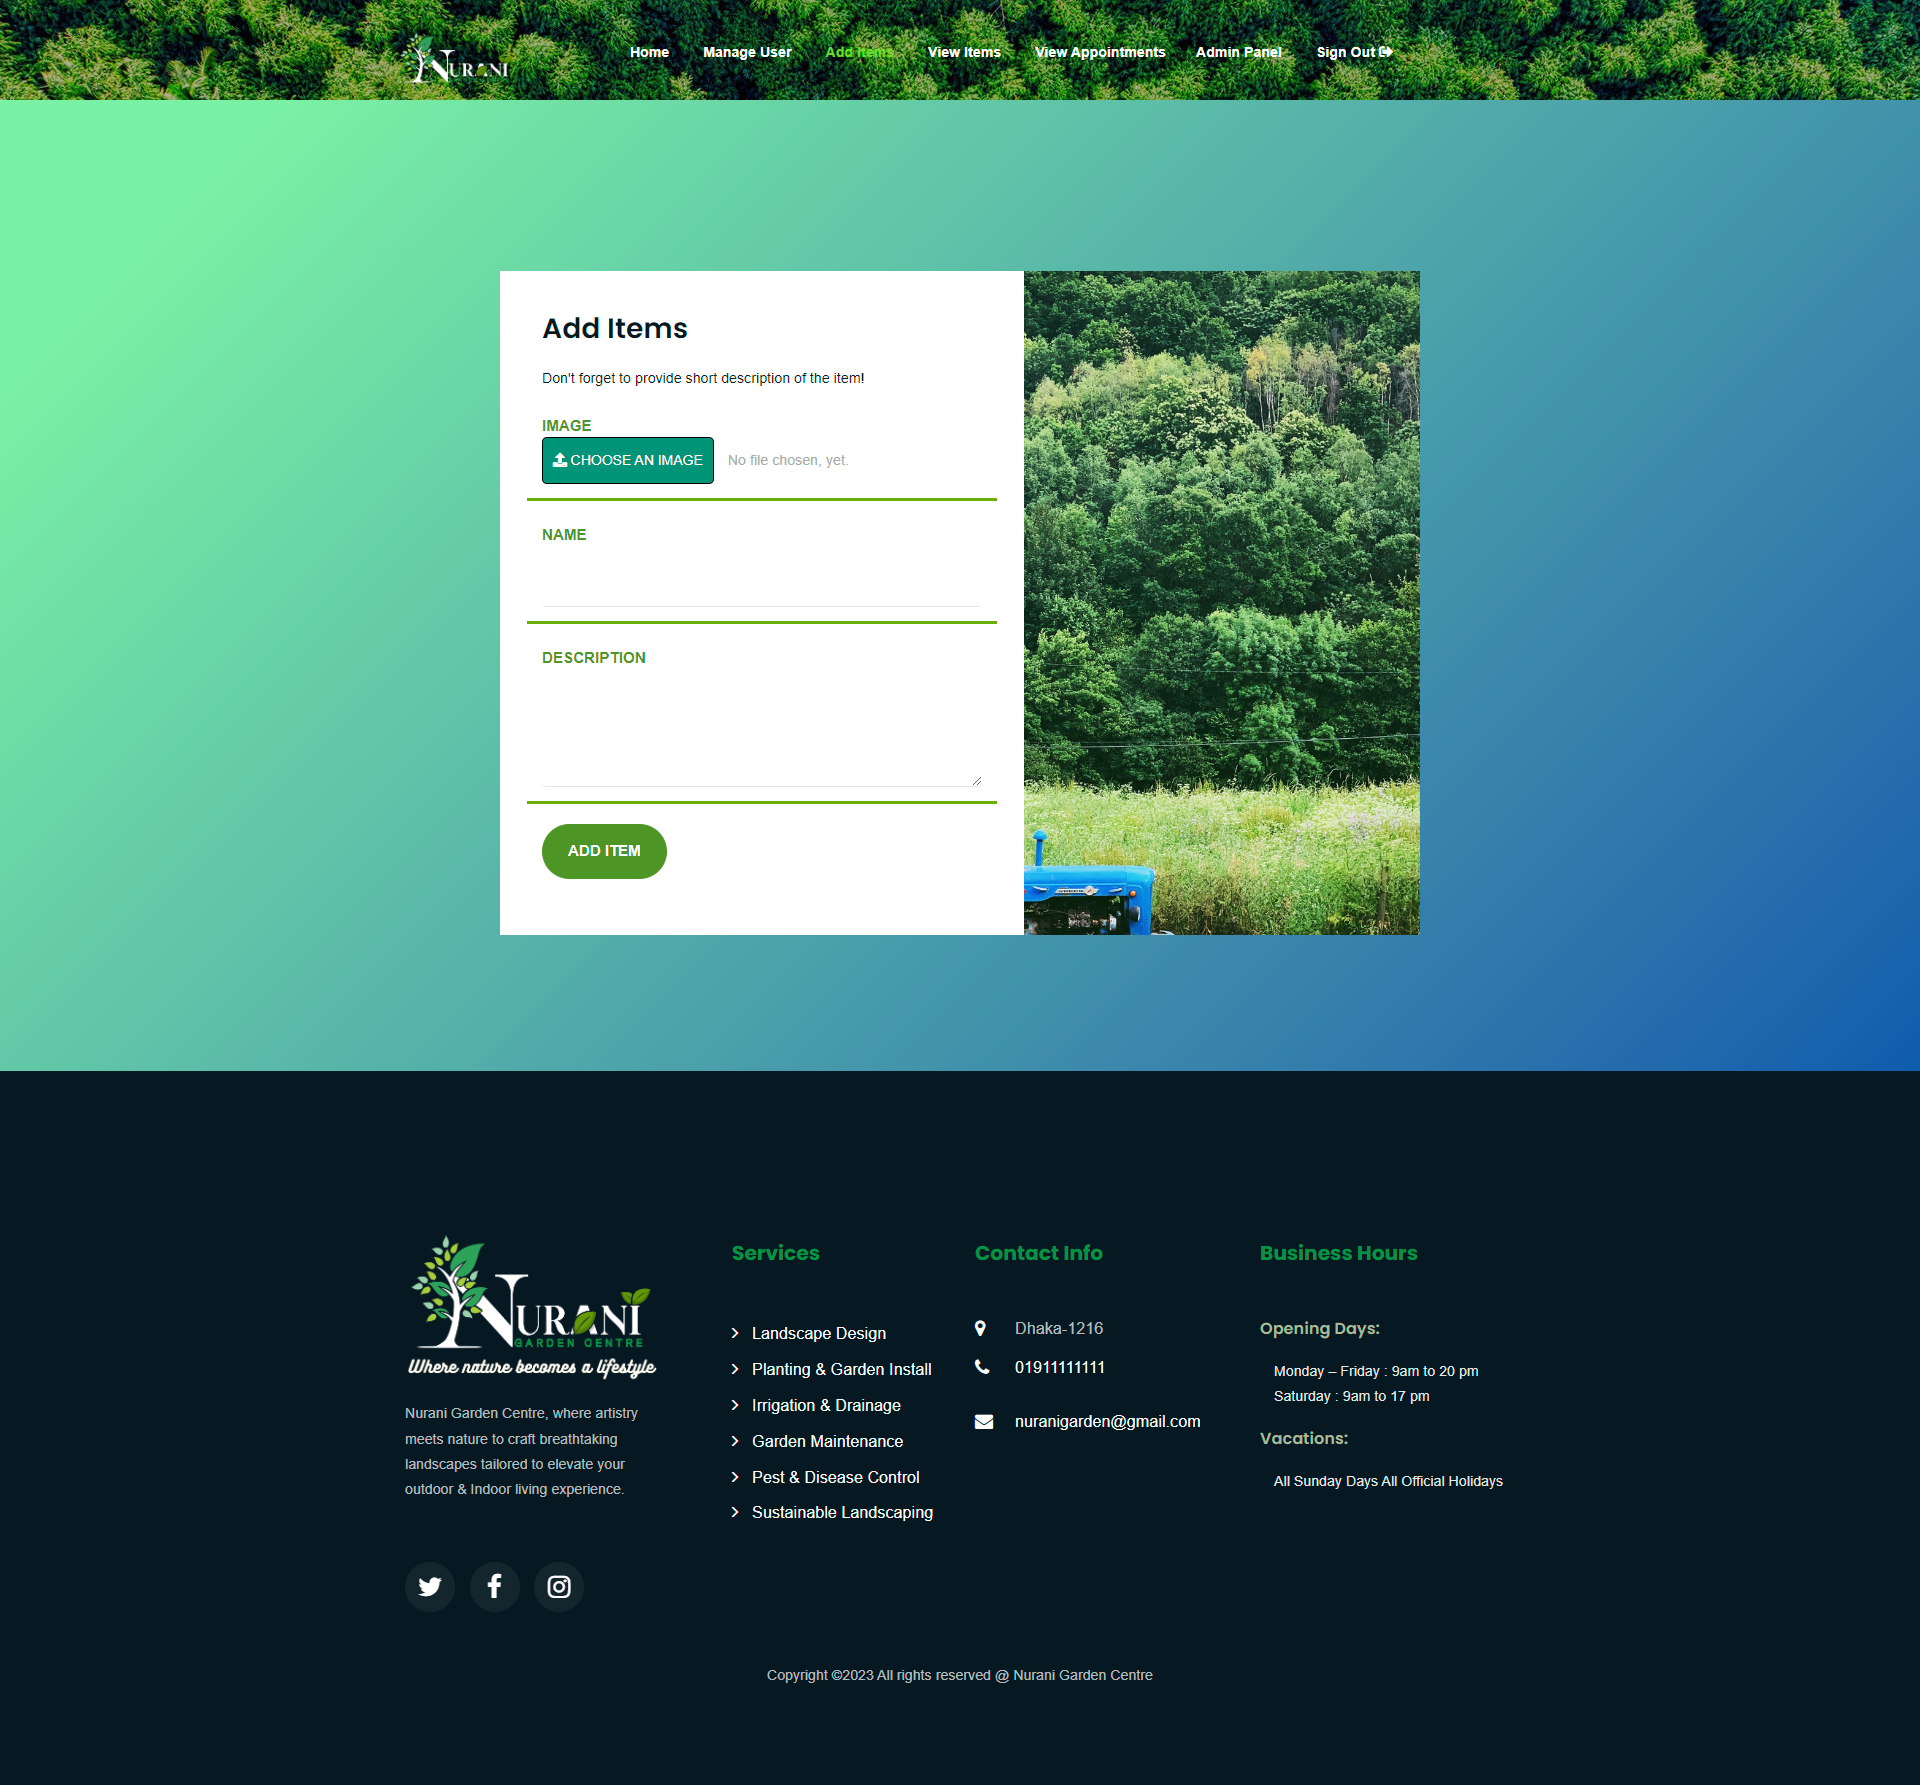 NURANI
Home
Manage User
Add Items
View Items
View Appointments
Admin Panel
Sign Out
Add Items
Don't forget to provide short description of the item!
IMAGE
CHOOSE AN IMAGE
No file chosen, yet.
NAME
DESCRIPTION
ADD ITEM
NURANI
GARDEN CENTRE
Where nature becomes a lifestyle
Nurani Garden Centre, where artistry
meets nature to craft breathtaking
landscapes tailored to elevate your
outdoor & Indoor living experience.
Services
Landscape Design
Planting & Garden Install
Irrigation & Drainage
Garden Maintenance
Pest & Disease Control
Sustainable Landscaping
Contact Info
Dhaka-1216
01911111111
nuranigarden@gmail.com
Business Hours
Opening Days:
Monday – Friday : 9am to 20 pm
Saturday : 9am to 17 pm
Vacations:
All Sunday Days All Official Holidays
Copyright ©2023 All rights reserved @ Nurani Garden Centre